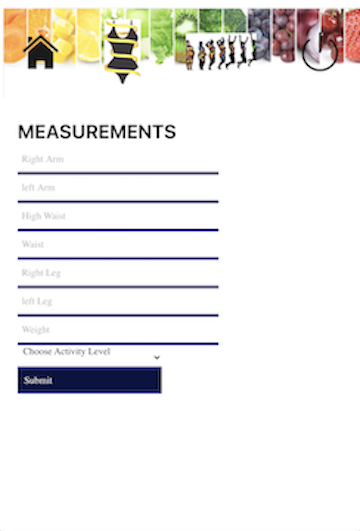 MEASUREMENTS
Right Arm
left Arm
High Waist
Waist
Right Leg
left Leg
Weight
Choose Activity Level
Submit